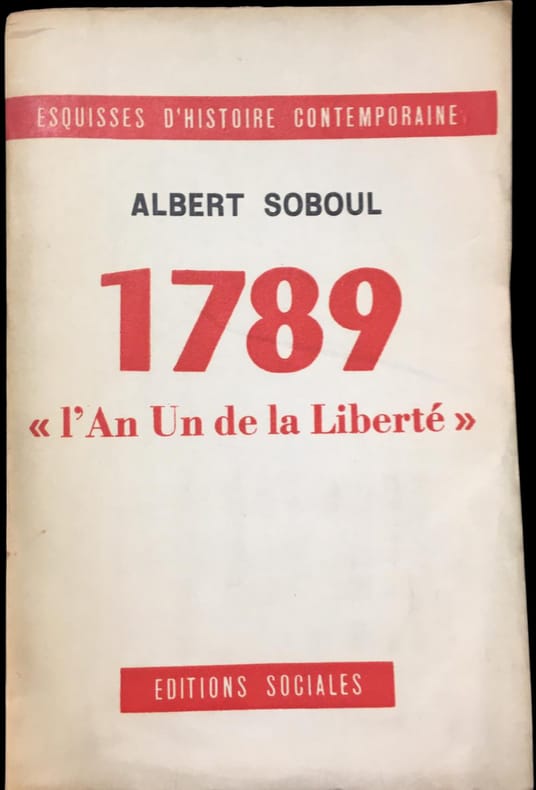 ESQUISSES D'HISTOIRE CONTEMPORAINE
ALBERT SOBOUL
1789
« l'An Un de la Liberté »
EDITIONS SOCIALES